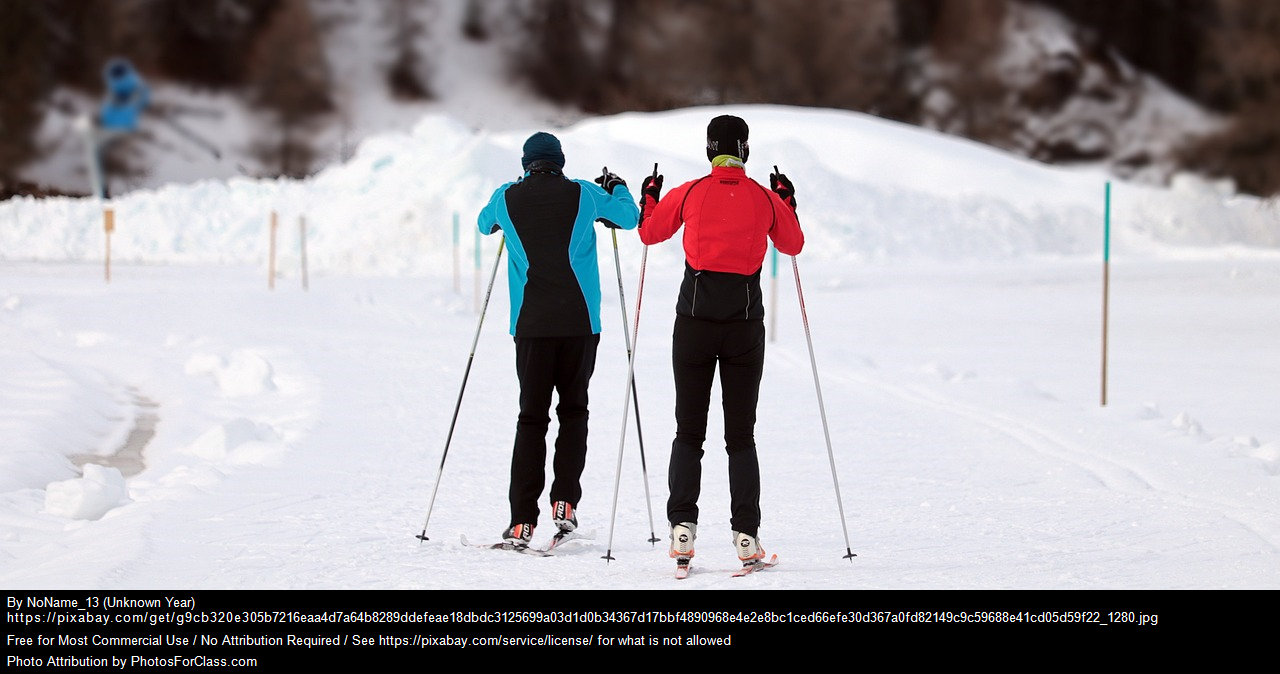 By NoName_13 (Unknown Year)
https://pixabay.com/get/g9cb320e305b7216eaa4d7a64b8289ddefeae18dbdc3125699a03d1d0b34367d17bbf4890968e4e2e8bc1ced66efe30d367a0fd82149c9c59688e41cd05d59f22_1280.jpg
Free for Most Commercial Use / No Attribution Required / See https://pixabay.com/service/license/ for what is not allowed
Photo Attribution by PhotosForClass.com